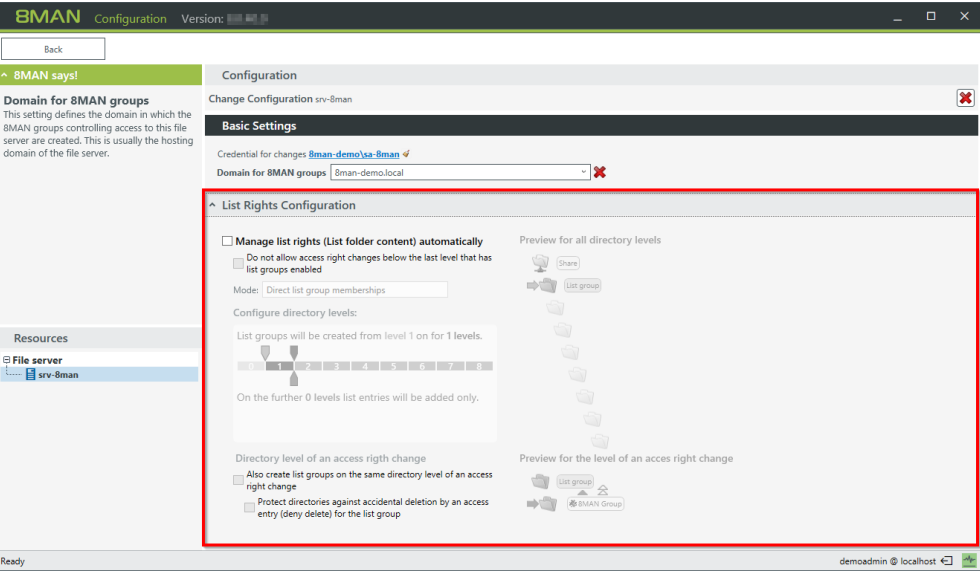 8MAN Configuration Version:
Back
8MAN says!
Domain for 8MAN groups
This setting defines the domain in which the
8MAN groups controlling access to this file
server are created. This is usually the hosting
domain of the file server.
Resources
File server
srv-8man
Configuration
Change Configuration srv-8man
Basic Settings
Credential for changes 8man-demo\sa-8man
Domain for 8MAN groups 8man-demo.local
List Rights Configuration
Manage list rights (List folder content) automatically
Do not allow access right changes below the last level that has
list groups enabled
Mode: Direct list group memberships
Configure directory levels:
List groups will be created from level 1 on for 1 levels.
0 1 2 3 4 5 6 7 8
On the further 0 levels list entries will be added only.
Directory level of an access rigth change
Also create list groups on the same directory level of an access
right change
Protect directories against accidental deletion by an access
entry (deny delete) for the list group
Preview for all directory levels
Share
List group
Preview for the level of an acces right change
List group
8MAN Group
Ready
demoadmin @ localhost